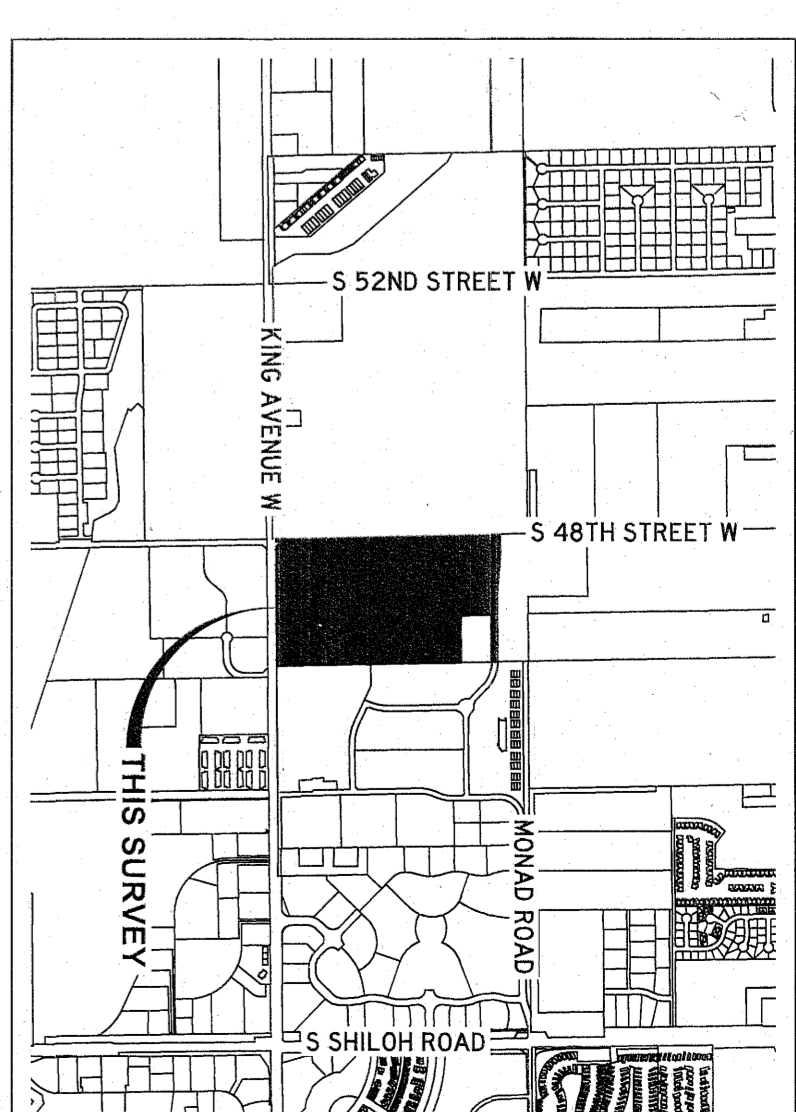 S 52ND STREET W
KING AVENUE W
S 48TH STREET W
THIS SURVEY
MONAD ROAD
S SHILOH ROAD